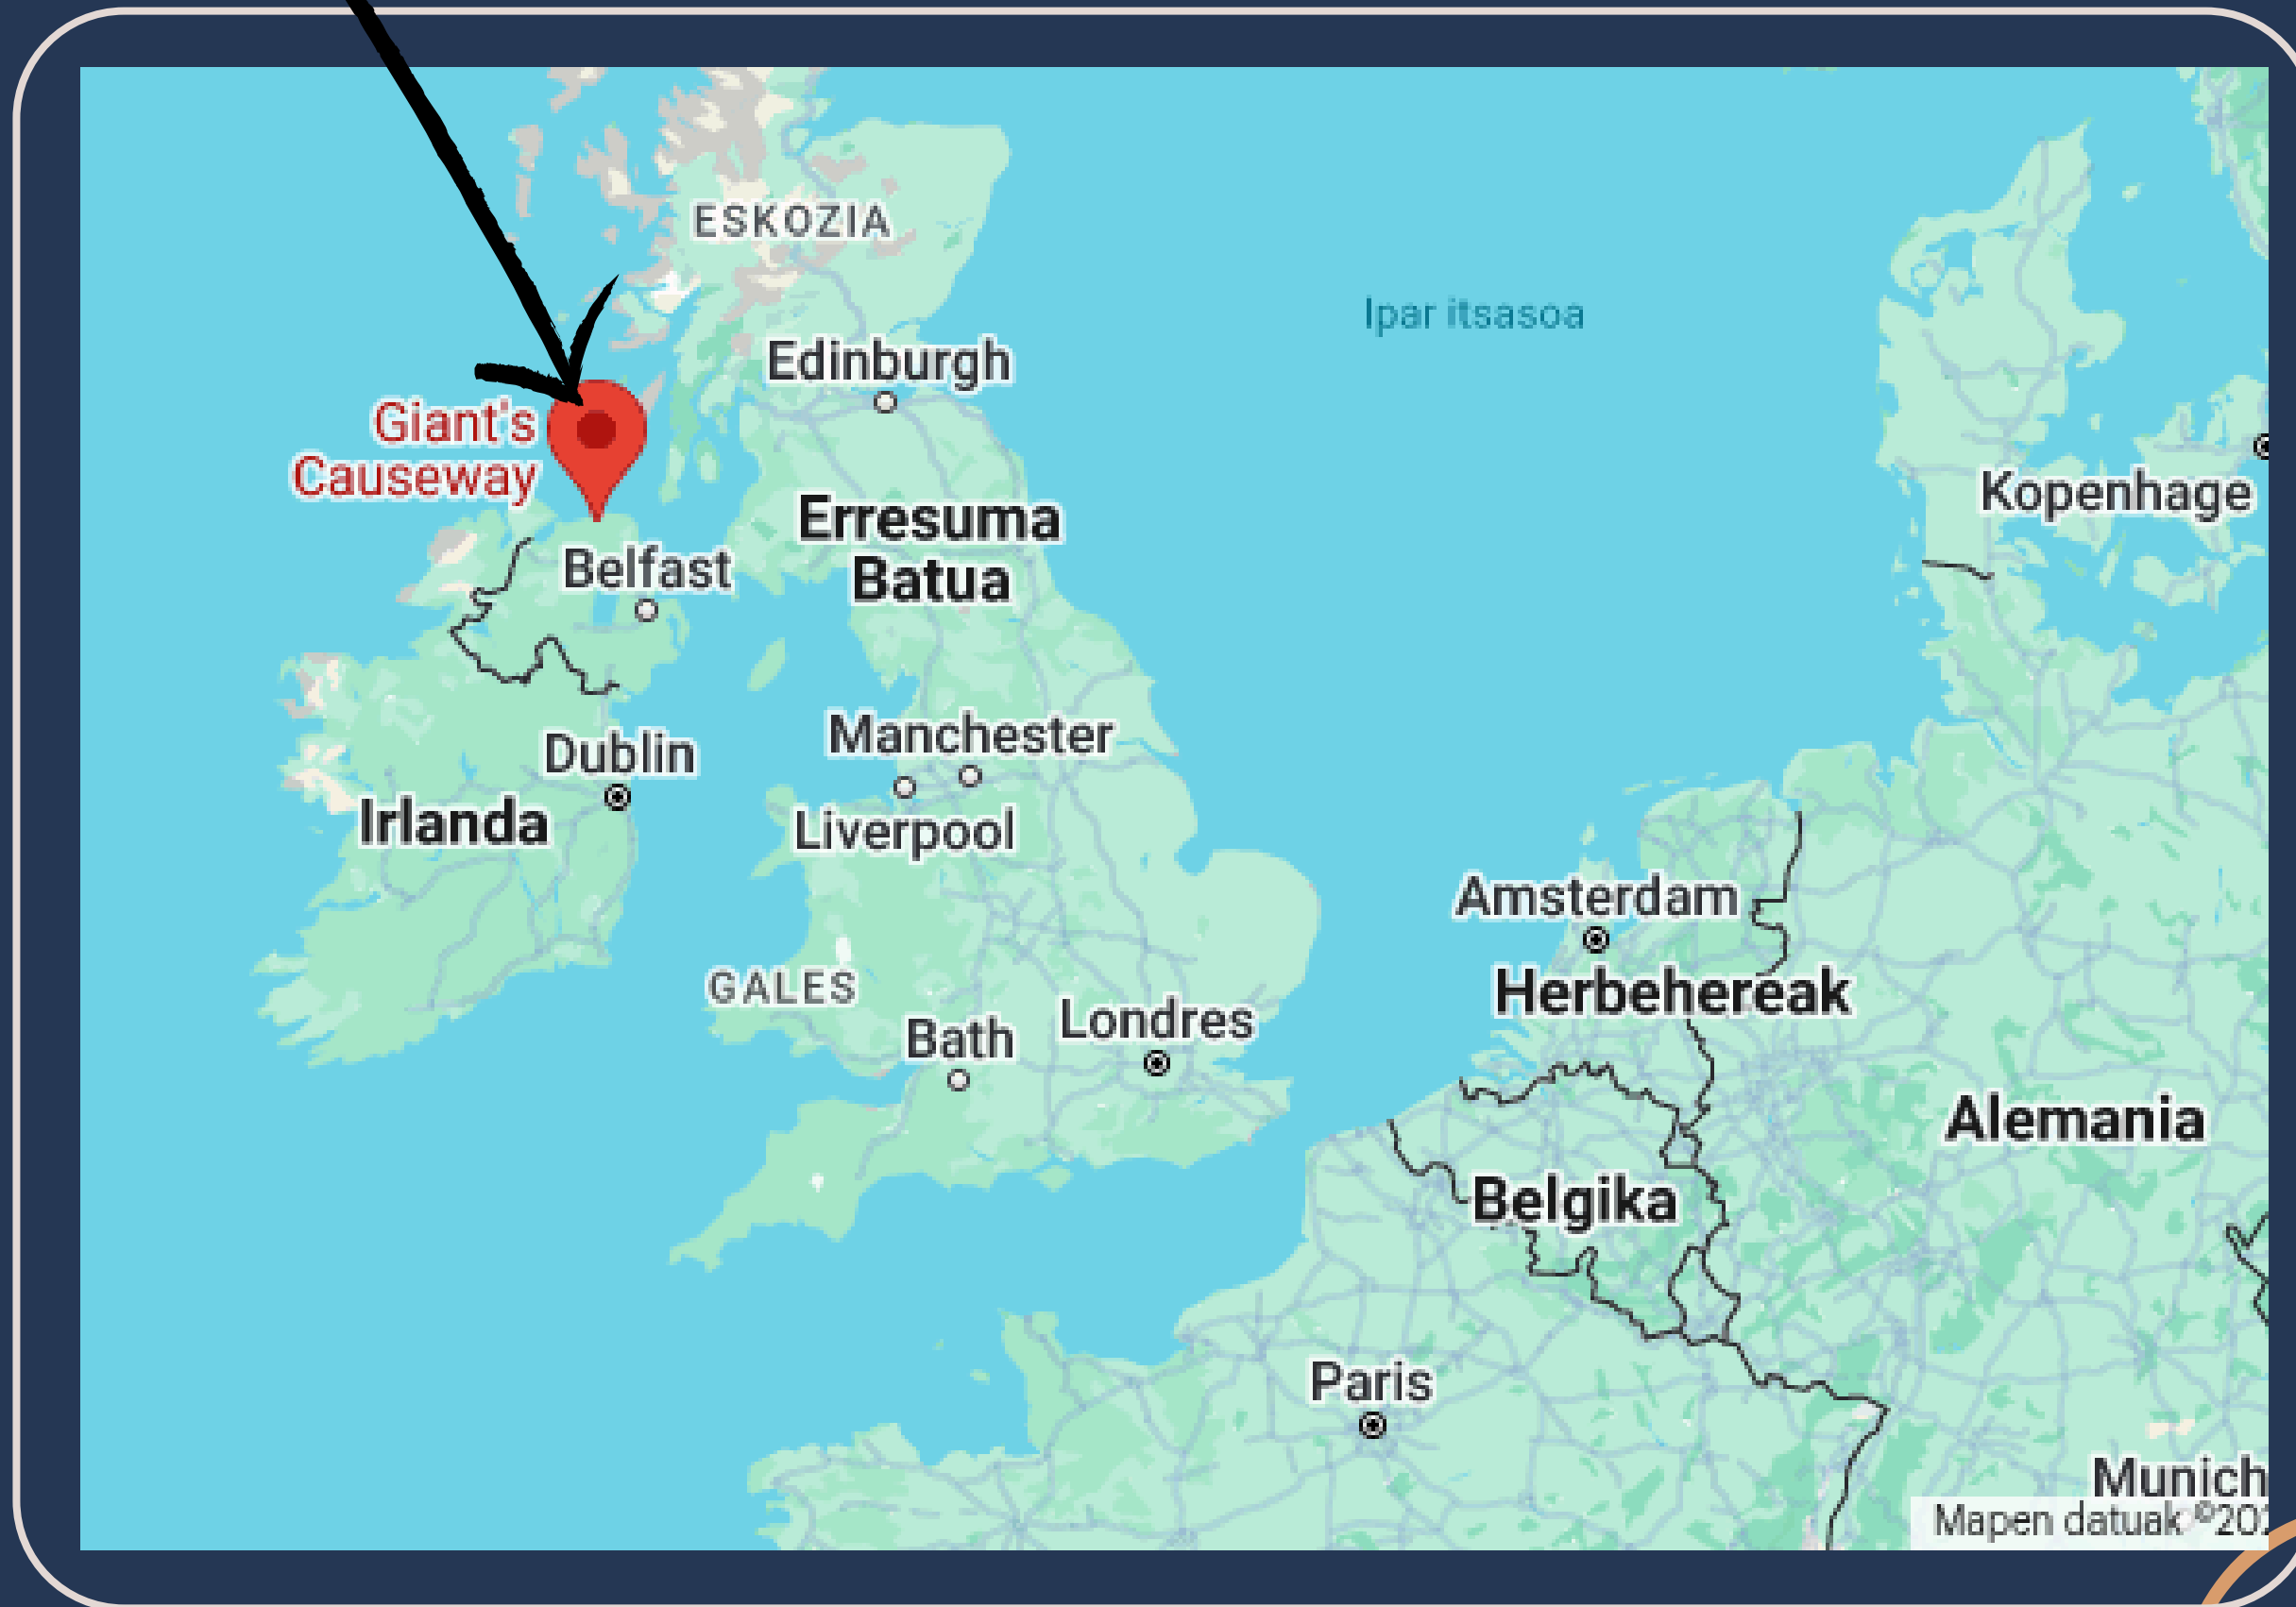 ESKOZIA
Ipar itsasoa
Edinburgh
Giant's
Causeway
Kopenhage
Erresuma
Batua
Belfast
Manchester
Dublin
Irlanda
Liverpool
Amsterdam
Herbehereak
GALES
Londres
Bath
Alemania
Belgika
Paris
Munich
Mapen datuak ©202